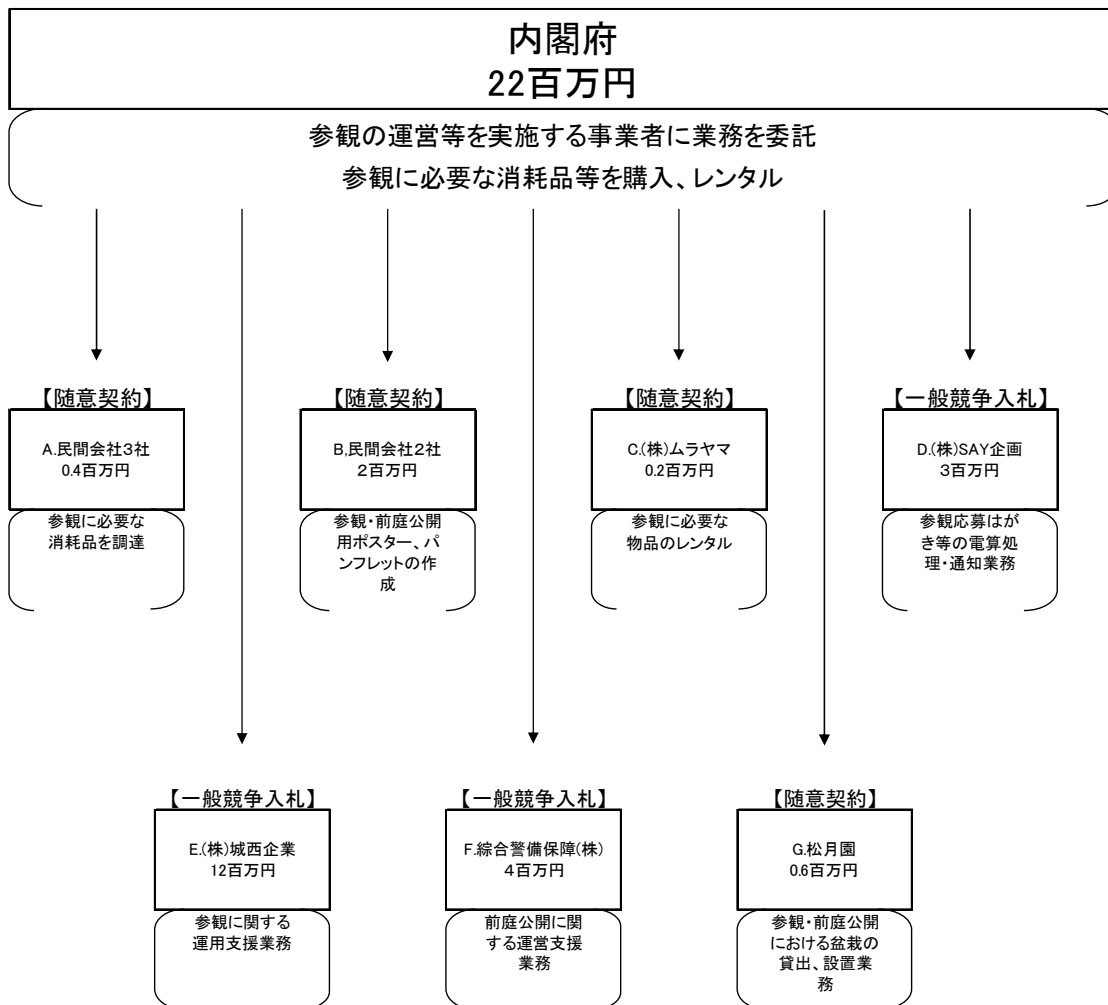 内閣府
22百万円
参観の運営等を実施する事業者に業務を委託
参観に必要な消耗品等を購入、レンタル
【随意契約】
A.民間会社3社
0.4百万円
参観に必要な
消耗品を調達
【随意契約】
B.民間会社２社
２百万円
参観・前庭公開
用ポスター、パ
ンフレットの作
成
【随意契約】
C.(株)ムラヤマ
0.2百万円
参観に必要な
物品のレンタル
【一般競争入札】
D.(株)SAY企画
３百万円
参観応募はが
き等の電算処
理・通知業務
【一般競争入札】
E.(株)城西企業
12百万円
参観に関する
運用支援業務
【一般競争入札】
F.綜合警備保障(株)
４百万円
前庭公開に関
する運営支援
業務
【随意契約】
G.松月園
0.6百万円
参観・前庭公開
における盆栽の
貸出、設置業
務